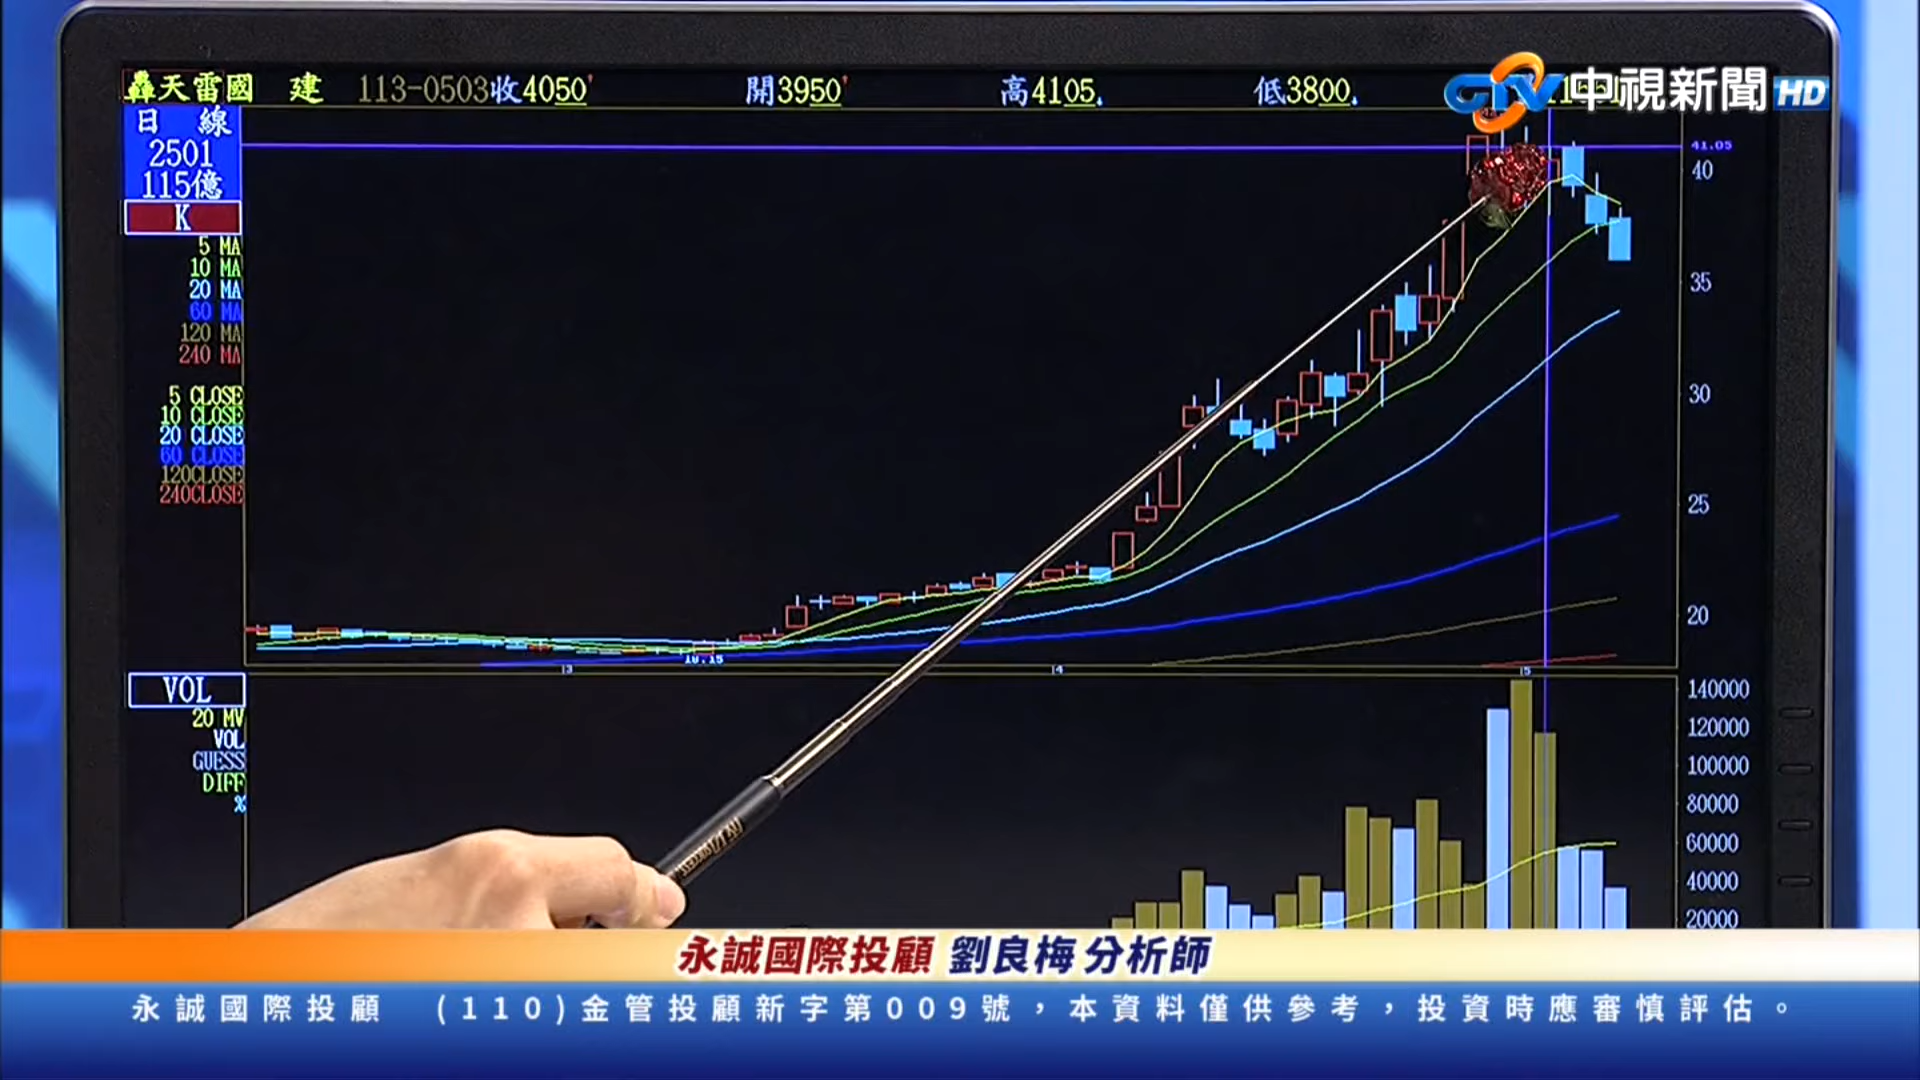 轟天雷國 建 113-0503收4050 開3950 高4105 低3800
CTV 中視新聞 HD
日 線
2501
115億
K
5 MA
10 MA
20 MA
60 MA
120 MA
240 MA
5 CLOSE
10 CLOSE
20 CLOSE
60 CLOSE
120CLOSE
240CLOSE
41.05
40
35
30
25
20
3
4
5
VOL
20 MV
VOL
GUESS
DIFF
%
140000
120000
100000
80000
60000
40000
20000
永誠國際投顧 劉良梅 分析師
永誠國際投顧 (110)金管投顧新字第009號，本資料僅供參考，投資時應審慎評估。